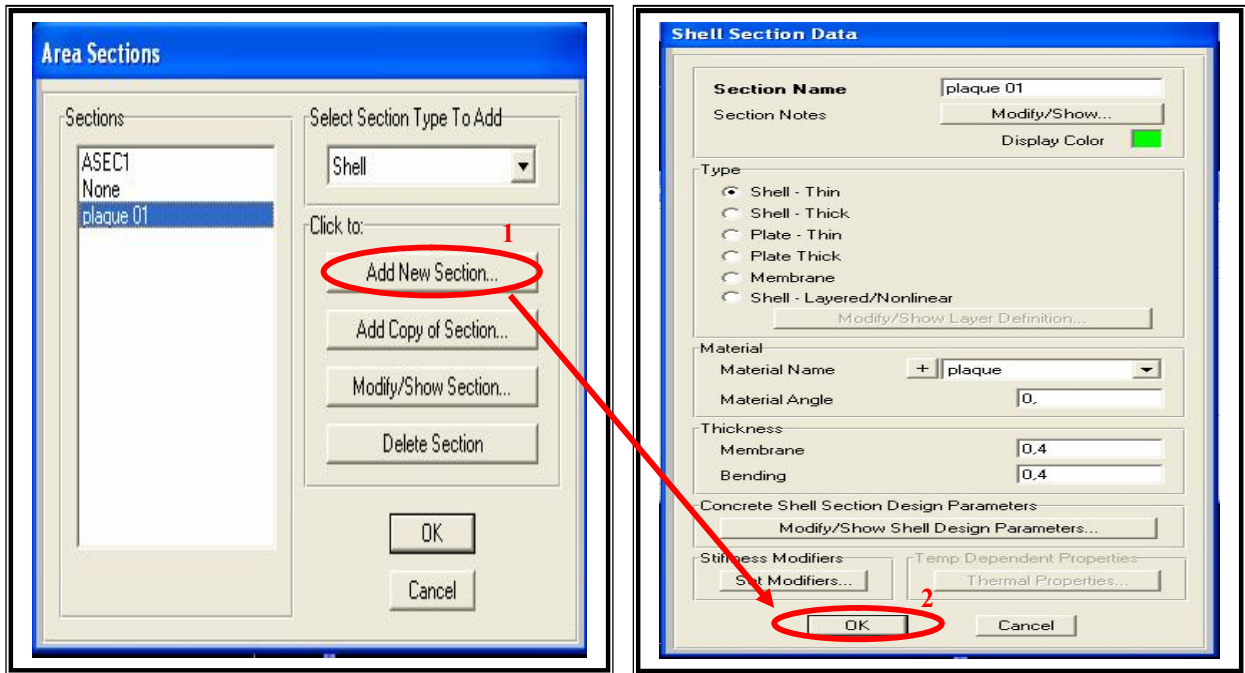 Area Sections
Sections
ASEC1
None
plaque 01
Select Section Type To Add
Shell
Click to:
1
Add New Section...
Add Copy of Section...
Modify/Show Section...
Delete Section
OK
Cancel
Shell Section Data
Section Name plaque 01
Section Notes Modify/Show...
Display Color
Type
Shell - Thin
Shell - Thick
Plate - Thin
Plate Thick
Membrane
Shell - Layered/Nonlinear
Modify/Show Layer Definition...
Material
Material Name + plaque
Material Angle 0,
Thickness
Membrane 0,4
Bending 0,4
Concrete Shell Section Design Parameters
Modify/Show Shell Design Parameters...
Stiffness Modifiers Temp Dependent Properties
Set Modifiers... Thermal Properties...
2
OK Cancel